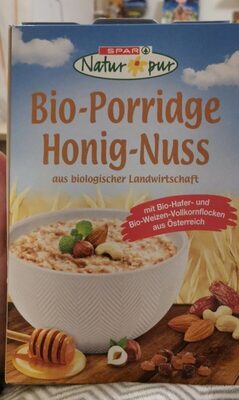 SPAR
Natur pur
Bio-Porridge
Honig-Nuss
aus biologischer Landwirtschaft
mit Bio-Hafer- und
Bio-Weizen-Vollkornflocken
aus Österreich